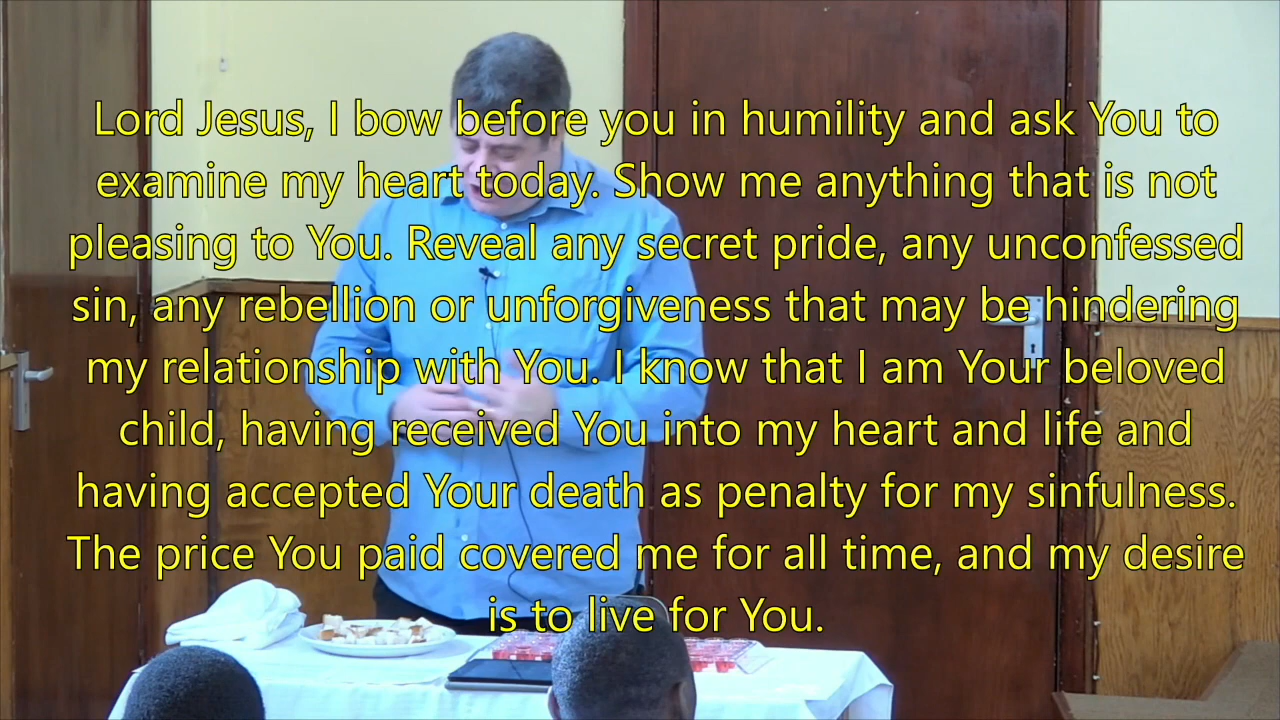 Lord Jesus, I bow before you in humility and ask You to
examine my heart today. Show me anything that is not
pleasing to You. Reveal any secret pride, any unconfessed
sin, any rebellion or unforgiveness that may be hindering
my relationship with You. I know that I am Your beloved
child, having received You into my heart and life and
having accepted Your death as penalty for my sinfulness.
The price You paid covered me for all time, and my desire
is to live for You.